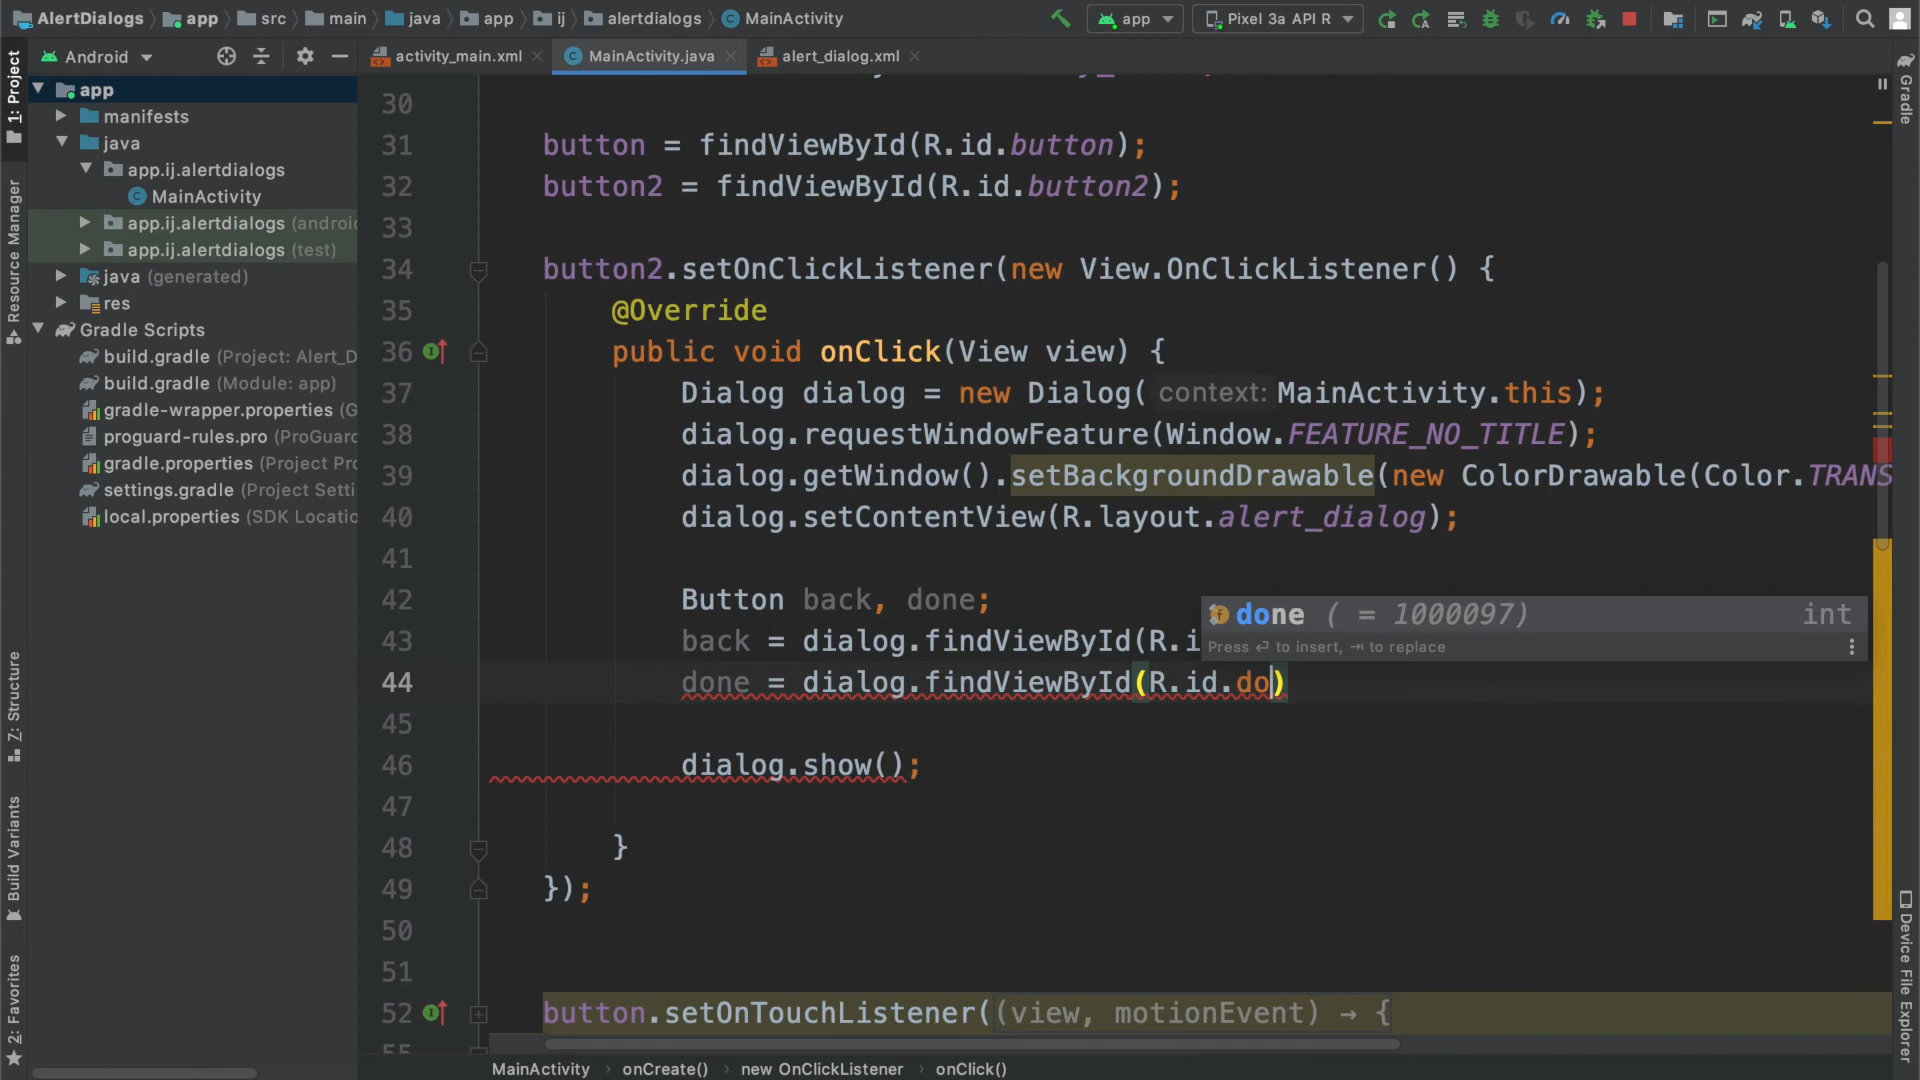 AlertDialogs app src main java app ij alertdialogs MainActivity app Pixel 3a API R
Android activity_main.xml MainActivity.java alert_dialog.xml
1: Project
Resource Manager
7: Structure
Build Variants
2: Favorites
app
manifests
java
app.ij.alertdialogs
MainActivity
app.ij.alertdialogs (androi
app.ij.alertdialogs (test)
java (generated)
res
Gradle Scripts
build.gradle (Project: Alert_D
build.gradle (Module: app)
gradle-wrapper.properties (G
proguard-rules.pro (ProGuard
gradle.properties (Project Pro
settings.gradle (Project Setti
local.properties (SDK Locatio
30
31 button = findViewById(R.id.button);
32 button2 = findViewById(R.id.button2);
33
34 button2.setOnClickListener(new View.OnClickListener() {
35 @Override
36 public void onClick(View view) {
37 Dialog dialog = new Dialog( context: MainActivity.this);
38 dialog.requestWindowFeature(Window.FEATURE_NO_TITLE);
39 dialog.getWindow().setBackgroundDrawable(new ColorDrawable(Color.TRANS
40 dialog.setContentView(R.layout.alert_dialog);
41
42 Button back, done;
43 back = dialog.findViewById(R.i
done ( = 1000097) int
Press ⏎ to insert, ⇥ to replace
44 done = dialog.findViewById(R.id.do)
45
46 dialog.show();
47
48 }
49 });
50
51
52 button.setOnTouchListener((view, motionEvent) → {
55
MainActivity › onCreate() › new OnClickListener › onClick()
Gradle
Device File Explorer